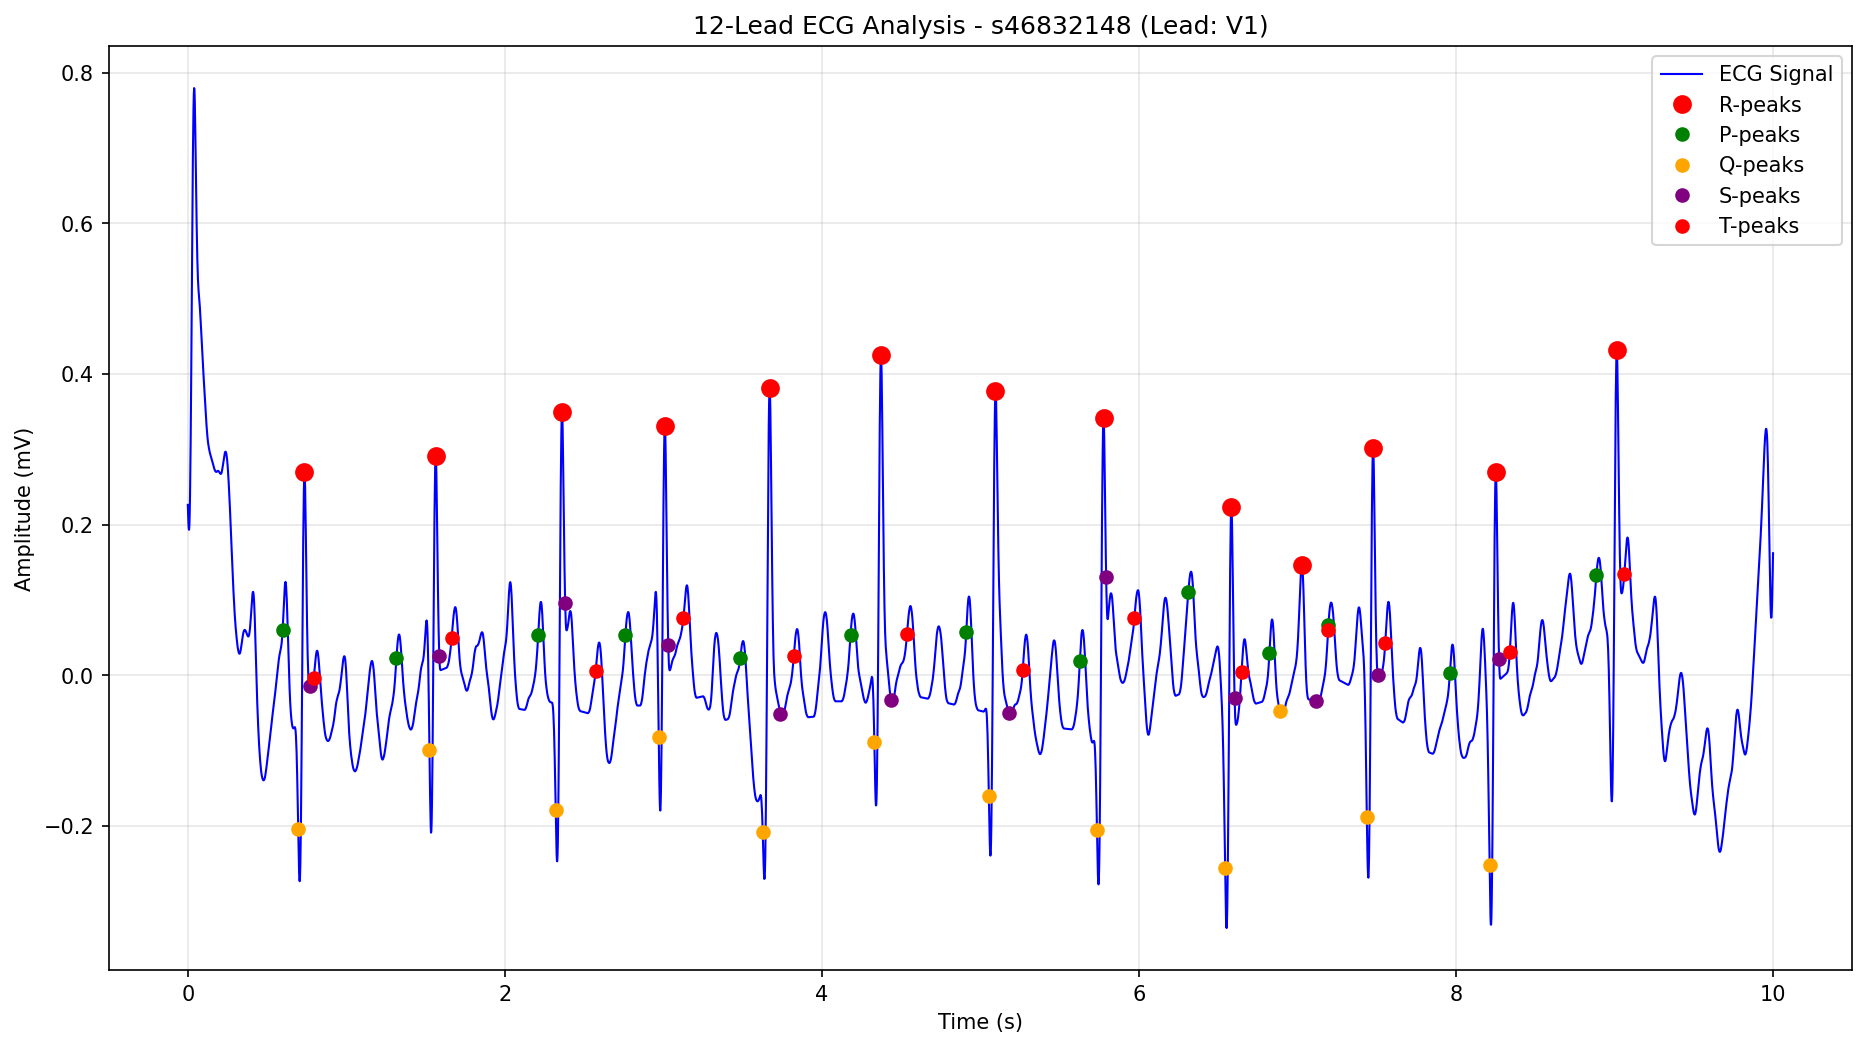 12-Lead ECG Analysis - s46832148 (Lead: V1)
ECG Signal
R-peaks
P-peaks
Q-peaks
S-peaks
T-peaks
Amplitude (mV)
0.8
0.6
0.4
0.2
0.0
−0.2
0 2 4 6 8 10
Time (s)